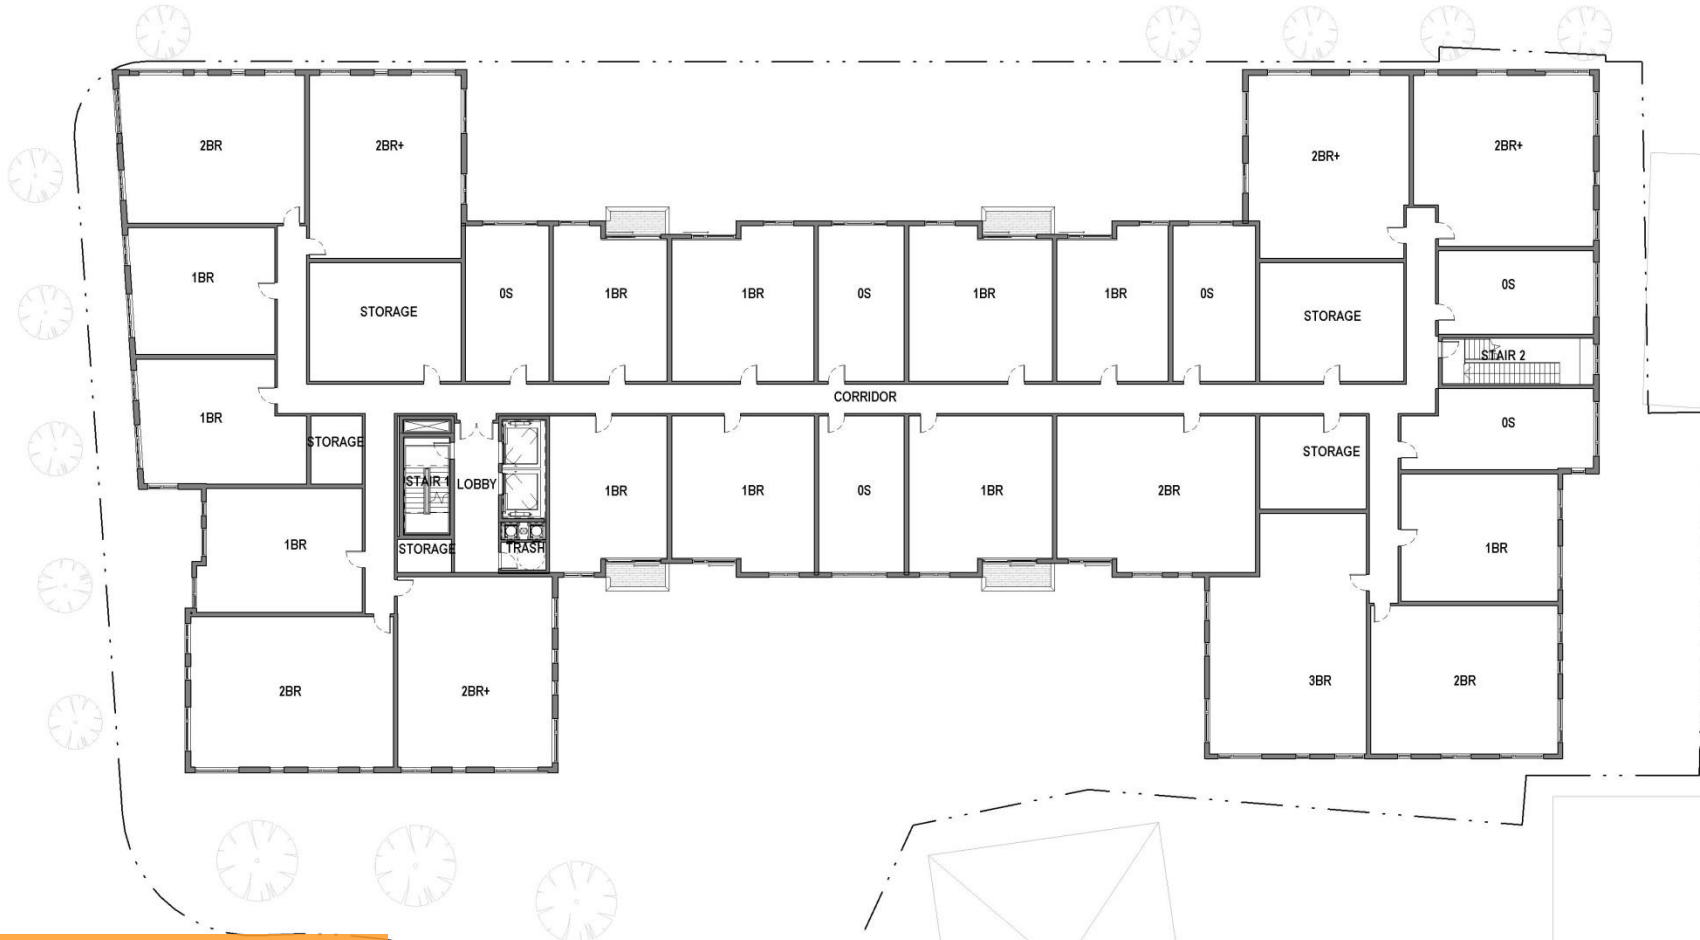 2BR
2BR+
2BR+
2BR+
1BR
STORAGE
0S
1BR
1BR
0S
1BR
1BR
0S
STORAGE
0S
STAIR 2
CORRIDOR
1BR
STORAGE
STAIR 1
LOBBY
1BR
1BR
0S
1BR
2BR
STORAGE
0S
1BR
STORAGE
TRASH
1BR
2BR
2BR+
3BR
2BR